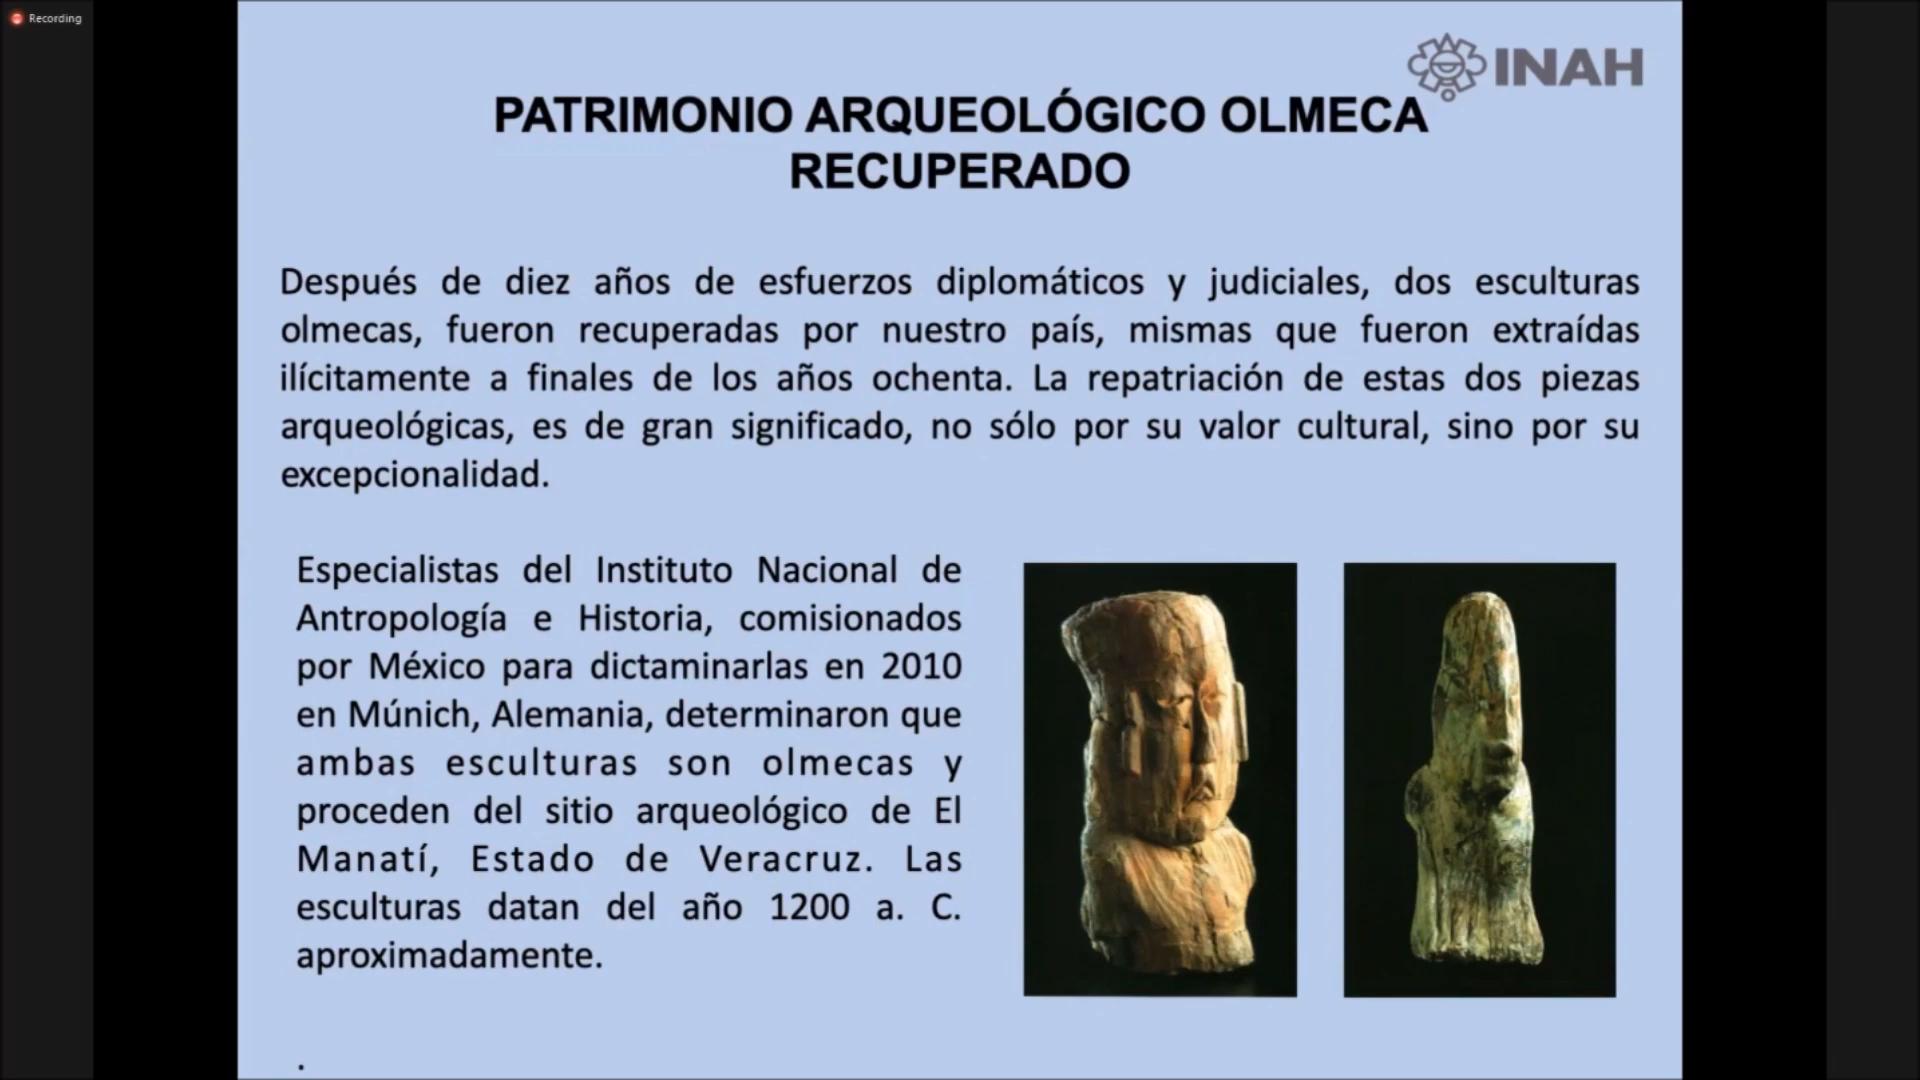 Recording
INAH
PATRIMONIO ARQUEOLÓGICO OLMECA
RECUPERADO
Después de diez años de esfuerzos diplomáticos y judiciales, dos esculturas
olmecas, fueron recuperadas por nuestro país, mismas que fueron extraídas
ilícitamente a finales de los años ochenta. La repatriación de estas dos piezas
arqueológicas, es de gran significado, no sólo por su valor cultural, sino por su
excepcionalidad.
Especialistas del Instituto Nacional de
Antropología e Historia, comisionados
por México para dictaminarlas en 2010
en Múnich, Alemania, determinaron que
ambas esculturas son olmecas y
proceden del sitio arqueológico de El
Manatí, Estado de Veracruz. Las
esculturas datan del año 1200 a. C.
aproximadamente.
.